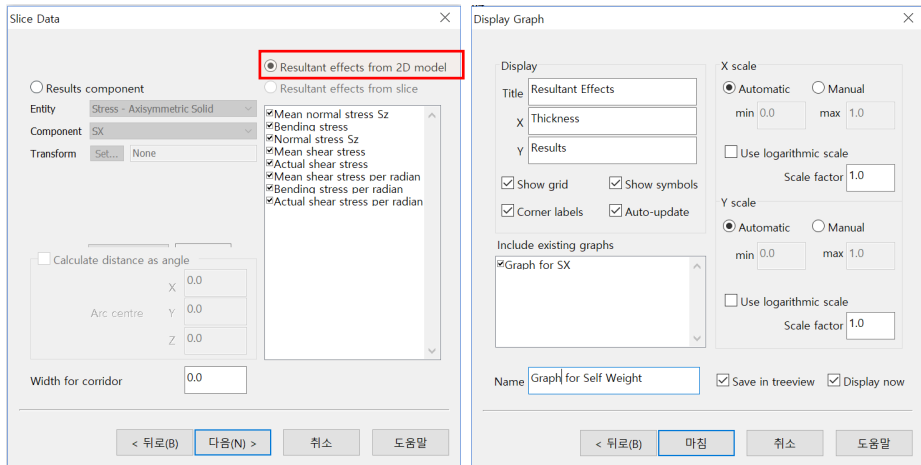 Slice Data
Resultant effects from 2D model
Results component
Resultant effects from slice
Entity
Stress - Axisymmetric Solid
Component
SX
Transform
Set...
None
Mean normal stress Sz
Bending stress
Normal stress Sz
Mean shear stress
Actual shear stress
Mean shear stress per radian
Bending stress per radian
Actual shear stress per radian
Calculate distance as angle
X
0.0
Arc centre
Y
0.0
Z
0.0
Width for corridor
0.0
< 뒤로(B)
다음(N) >
취소
도움말
Display Graph
Display
Title
Resultant Effects
X
Thickness
Y
Results
Show grid
Show symbols
Corner labels
Auto-update
Include existing graphs
Graph for SX
X scale
Automatic
Manual
min
0.0
max
1.0
Use logarithmic scale
Scale factor
1.0
Y scale
Automatic
Manual
min
0.0
max
1.0
Use logarithmic scale
Scale factor
1.0
Name
Graph for Self Weight
Save in treeview
Display now
< 뒤로(B)
마침
취소
도움말